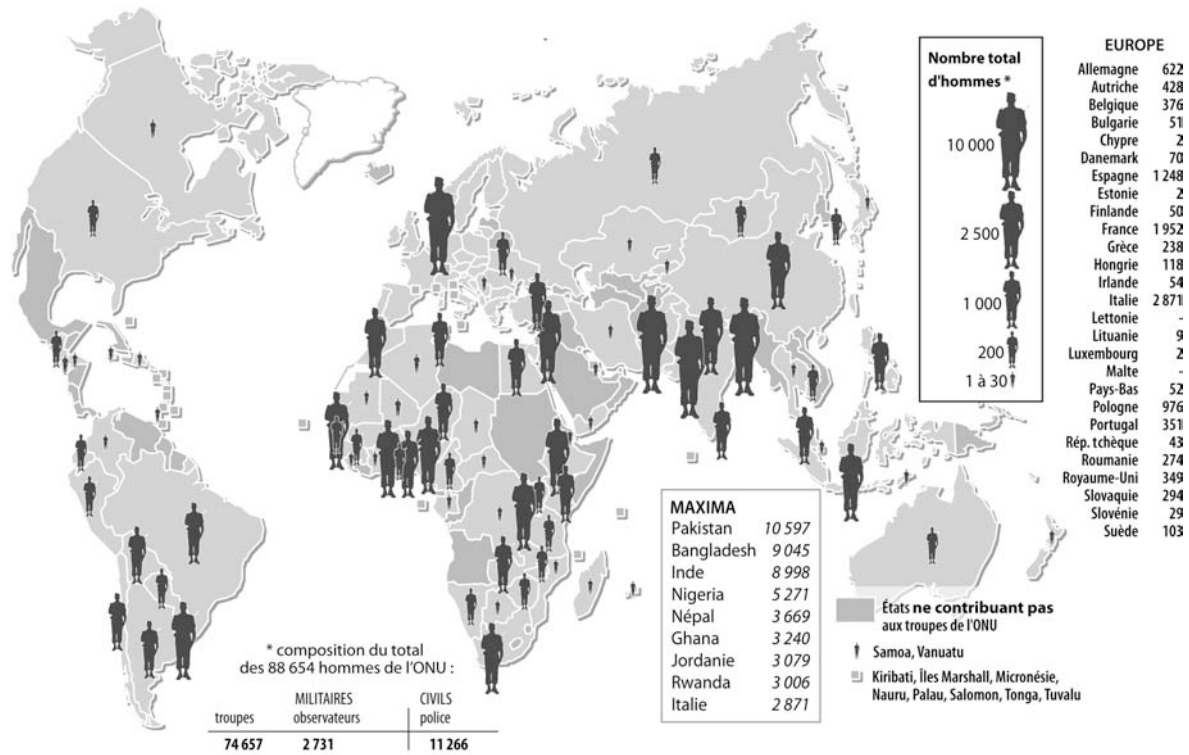 Nombre total
d'hommes *
10 000
2 500
1 000
200
1 à 30
EUROPE
Allemagne 622
Autriche 428
Belgique 376
Bulgarie 51
Chypre 2
Danemark 70
Espagne 1 248
Estonie 2
Finlande 50
France 1 952
Grèce 238
Hongrie 118
Irlande 54
Italie 2 871
Lettonie –
Lituanie 9
Luxembourg 2
Malte –
Pays-Bas 52
Pologne 976
Portugal 351
Rép. tchèque 43
Roumanie 274
Royaume-Uni 349
Slovaquie 294
Slovénie 29
Suède 103
MAXIMA
Pakistan 10 597
Bangladesh 9 045
Inde 8 998
Nigeria 5 271
Népal 3 669
Ghana 3 240
Jordanie 3 079
Rwanda 3 006
Italie 2 871
États ne contribuant pas
aux troupes de l'ONU
Samoa, Vanuatu
Kiribati, Îles Marshall, Micronésie,
Nauru, Palau, Salomon, Tonga, Tuvalu
* composition du total
des 88 654 hommes de l'ONU :
MILITAIRES CIVILS
troupes observateurs police
74 657 2 731 11 266